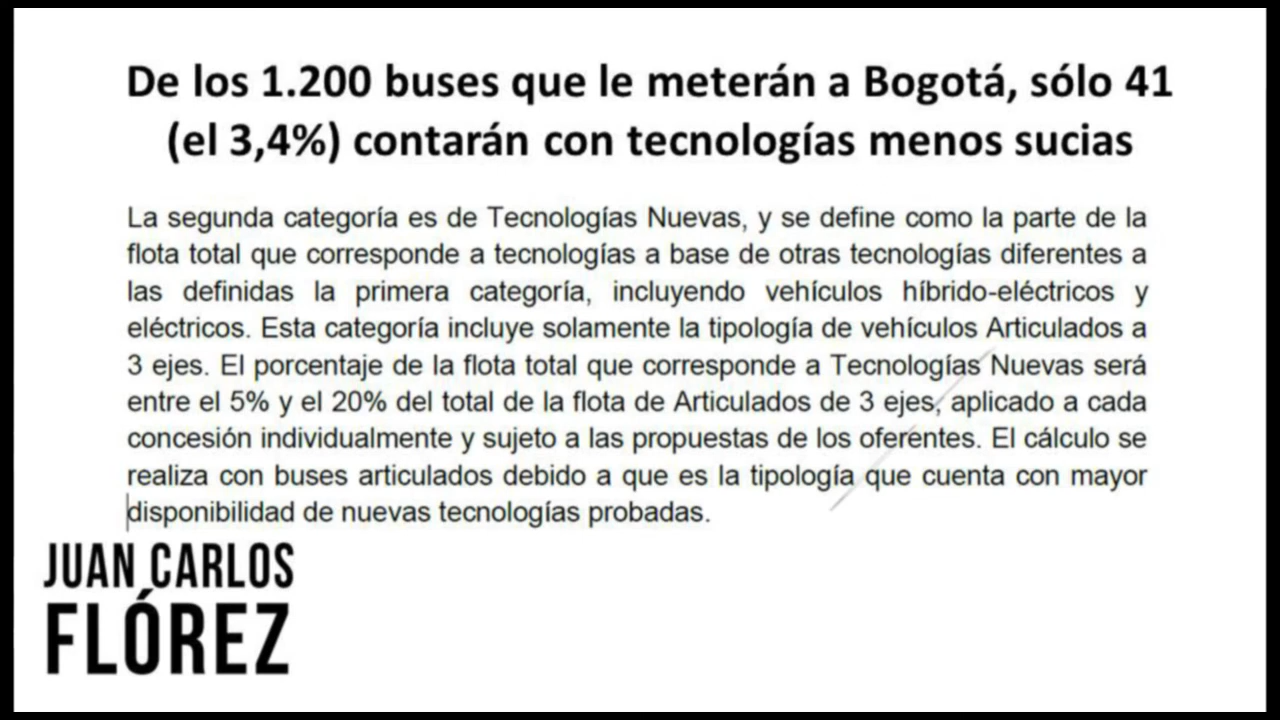 De los 1.200 buses que le meterán a Bogotá, sólo 41
(el 3,4%) contarán con tecnologías menos sucias
La segunda categoría es de Tecnologías Nuevas, y se define como la parte de la
flota total que corresponde a tecnologías a base de otras tecnologías diferentes a
las definidas la primera categoría, incluyendo vehículos híbrido-eléctricos y
eléctricos. Esta categoría incluye solamente la tipología de vehículos Articulados a
3 ejes. El porcentaje de la flota total que corresponde a Tecnologías Nuevas será
entre el 5% y el 20% del total de la flota de Articulados de 3 ejes, aplicado a cada
concesión individualmente y sujeto a las propuestas de los oferentes. El cálculo se
realiza con buses articulados debido a que es la tipología que cuenta con mayor
disponibilidad de nuevas tecnologías probadas.
JUAN CARLOS
FLÓREZ